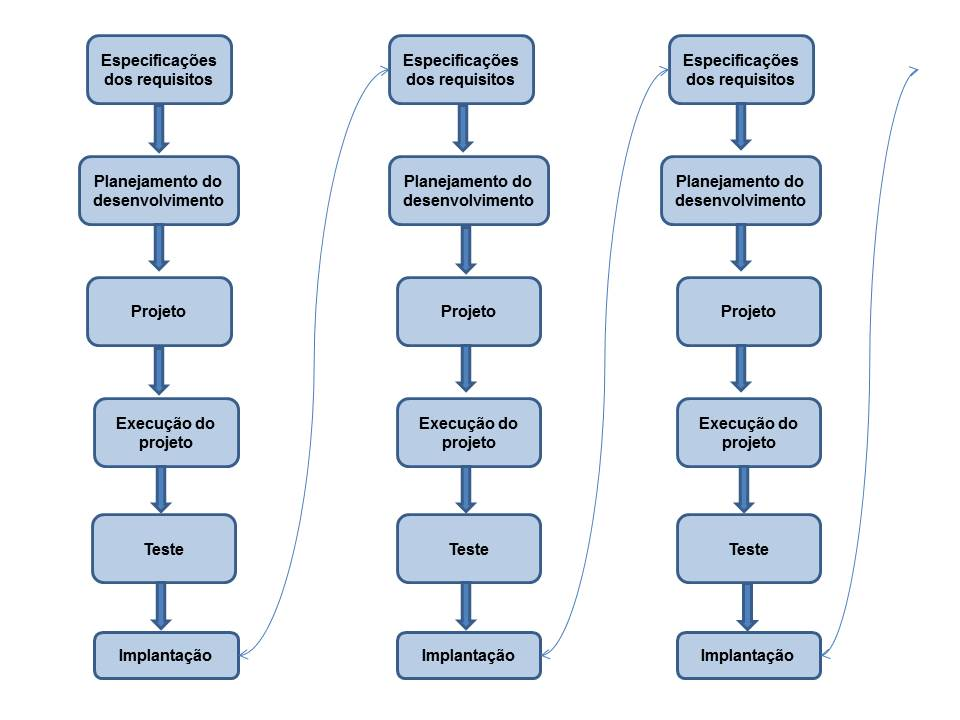 Especificações
dos requisitos
Planejamento do
desenvolvimento
Projeto
Execução do
projeto
Teste
Implantação
Especificações
dos requisitos
Planejamento do
desenvolvimento
Projeto
Execução do
projeto
Teste
Implantação
Especificações
dos requisitos
Planejamento do
desenvolvimento
Projeto
Execução do
projeto
Teste
Implantação